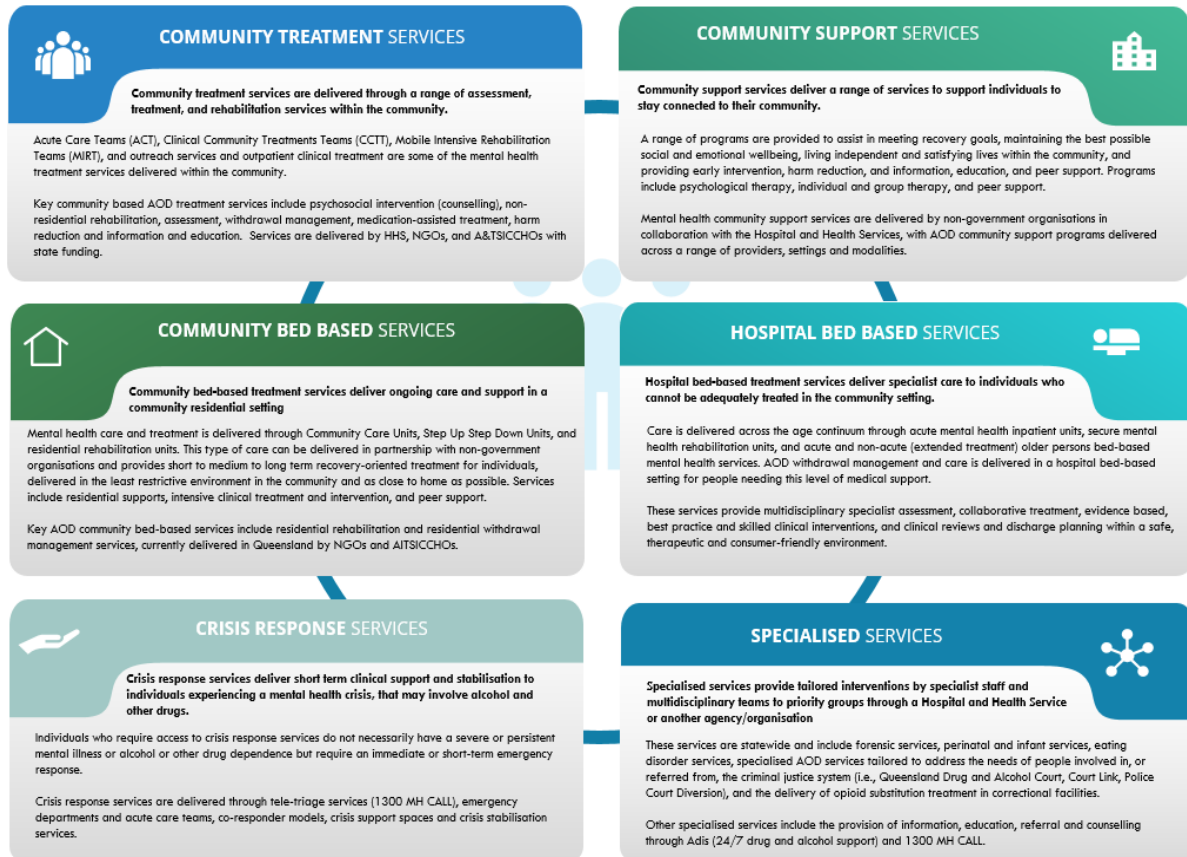 COMMUNITY TREATMENT SERVICES
Community treatment services are delivered through a range of assessment,
treatment, and rehabilitation services within the community.
Acute Care Teams (ACT), Clinical Community Treatments Teams (CCTT), Mobile Intensive Rehabilitation
Teams (MIRT), and outreach services and outpatient clinical treatment are some of the mental health
treatment services delivered within the community.
Key community based AOD treatment services include psychosocial intervention (counselling), non-
residential rehabilitation, assessment, withdrawal management, medication-assisted treatment, harm
reduction and information and education.  Services are delivered by HHS, NGOs, and A&TSICCHOs with
state funding.
COMMUNITY SUPPORT SERVICES
Community support services deliver a range of services to support individuals to
stay connected to their community.
A range of programs are provided to assist in meeting recovery goals, maintaining the best possible
social and emotional wellbeing, living independent and satisfying lives within the community, and
providing early intervention, harm reduction, and information, education, and peer support. Programs
include psychological therapy, individual and group therapy, and peer support.
Mental health community support services are delivered by non-government organisations in
collaboration with the Hospital and Health Services, with AOD community support programs delivered
across a range of providers, settings and modalities.
COMMUNITY BED BASED SERVICES
Community bed-based treatment services deliver ongoing care and support in a
community residential setting
Mental health care and treatment is delivered through Community Care Units, Step Up Step Down Units, and
residential rehabilitation units. This type of care can be delivered in partnership with non-government
organisations and provides short to medium to long term recovery-oriented treatment for individuals,
delivered in the least restrictive environment in the community and as close to home as possible. Services
include residential supports, intensive clinical treatment and intervention, and peer support.
Key AOD community bed-based services include residential rehabilitation and residential withdrawal
management services, currently delivered in Queensland by NGOs and AITSICCHOs.
HOSPITAL BED BASED SERVICES
Hospital bed-based treatment services deliver specialist care to individuals who
cannot be adequately treated in the community setting.
Care is delivered across the age continuum through acute mental health inpatient units, secure mental
health rehabilitation units, and acute and non-acute (extended treatment) older persons bed-based
mental health services. AOD withdrawal management and care is delivered in a hospital bed-based
setting for people needing this level of medical support.
These services provide multidisciplinary specialist assessment, collaborative treatment, evidence based,
best practice and skilled clinical interventions, and clinical reviews and discharge planning within a safe,
therapeutic and consumer-friendly environment.
CRISIS RESPONSE SERVICES
Crisis response services deliver short term clinical support and stabilisation to
individuals experiencing a mental health crisis, that may involve alcohol and
other drugs.
Individuals who require access to crisis response services do not necessarily have a severe or persistent
mental illness or alcohol or other drug dependence but require an immediate or short-term emergency
response.
Crisis response services are delivered through tele-triage services (1300 MH CALL), emergency
departments and acute care teams, co-responder models, crisis support spaces and crisis stabilisation
services.
SPECIALISED SERVICES
Specialised services provide tailored interventions by specialist staff and
multidisciplinary teams to priority groups through a Hospital and Health Service
or another agency/organisation
These services are statewide and include forensic services, perinatal and infant services, eating
disorder services, specialised AOD services tailored to address the needs of people involved in, or
referred from, the criminal justice system (i.e., Queensland Drug and Alcohol Court, Court Link, Police
Court Diversion), and the delivery of opioid substitution treatment in correctional facilities.
Other specialised services include the provision of information, education, referral and counselling
through Adis (24/7 drug and alcohol support) and 1300 MH CALL.